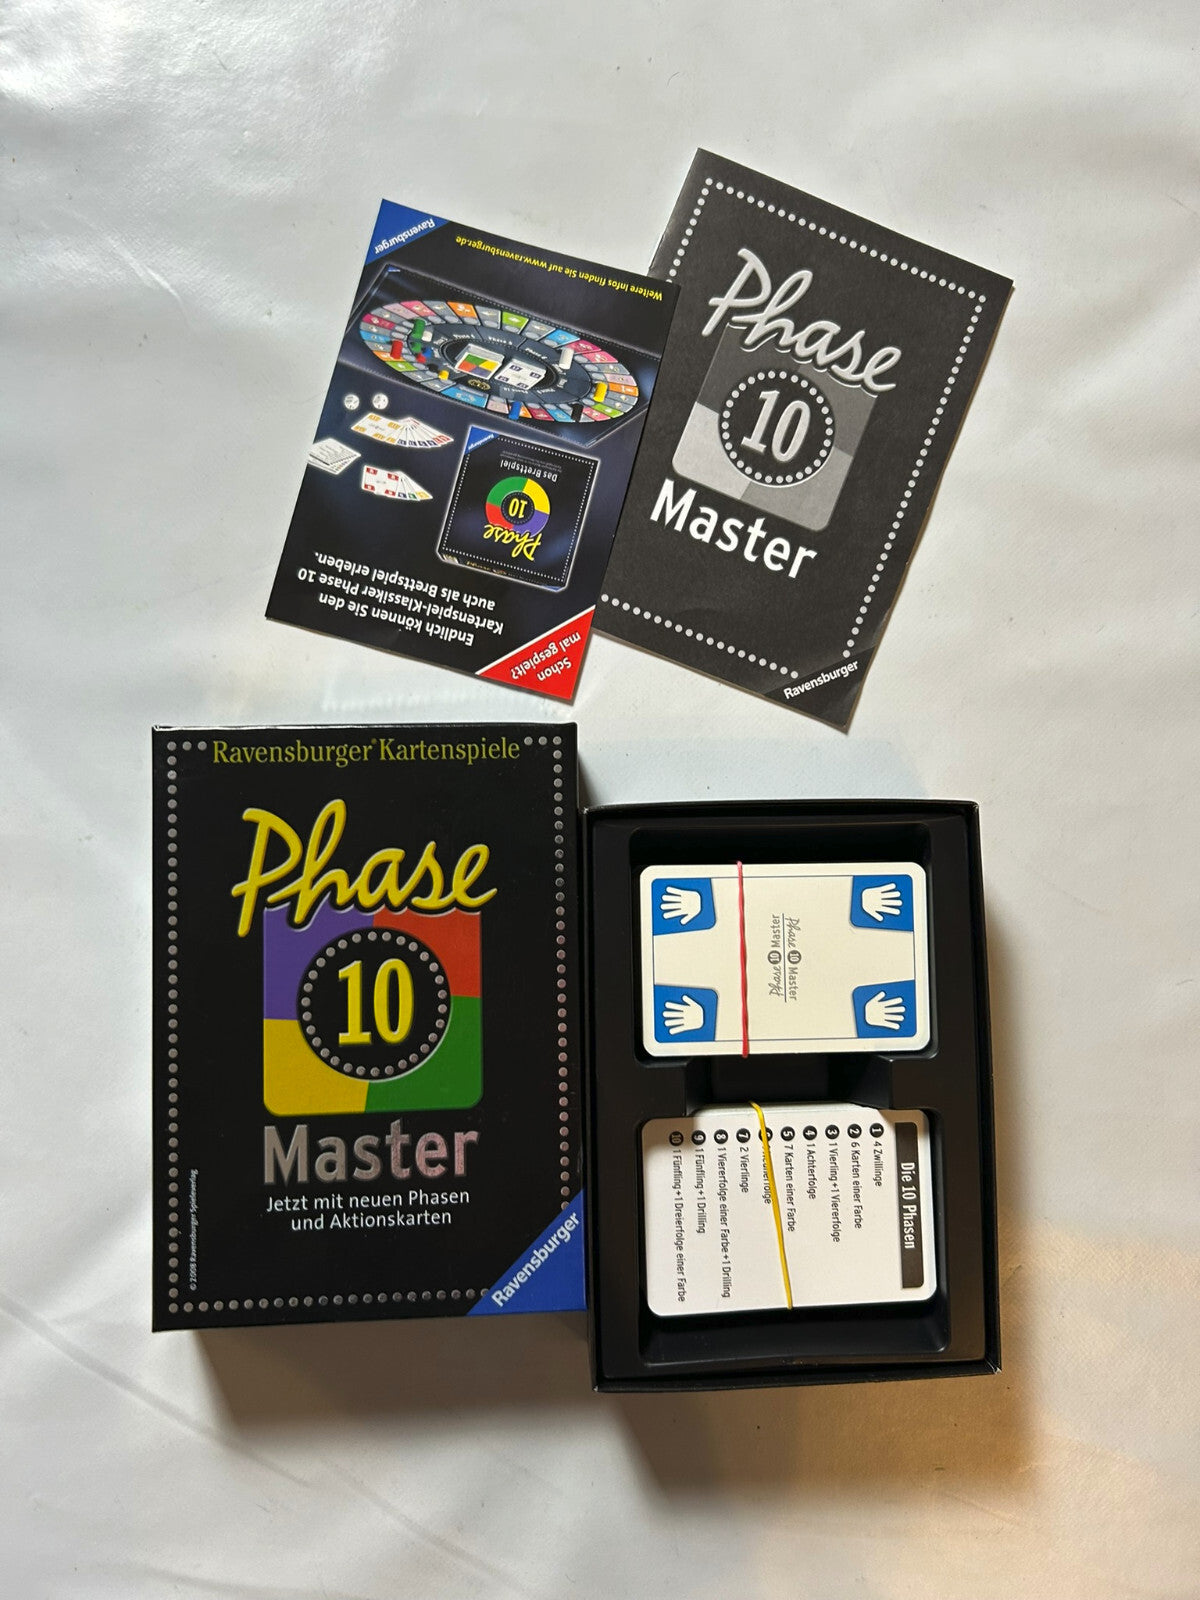 Ravensburger
Weitere Infos finden Sie auf www.ravensburger.de
Das Brettspiel
10
Phase
Endlich können Sie den
Kartenspiel-Klassiker Phase 10
auch als Brettspiel erleben.
Schon
mal gespielt?
Phase
10
Master
Ravensburger
Ravensburger® Kartenspiele
Phase
10
Master
Jetzt mit neuen Phasen
und Aktionskarten
© 2008 Ravensburger Spieleverlag
Ravensburger
Phase 10 Master
Phase 10 Master
Die 10 Phasen
1 4 Zwillinge
2 6 Karten einer Farbe
3 1 Vierling + 1 Viererfolge
4 1 Achterfolge
5 7 Karten einer Farbe
7 2 Vierlinge
8 1 Viererfolge einer Farbe + 1 Drilling
9 1 Fünfling + 1 Drilling
10 1 Fünfling + 1 Dreierfolge einer Farbe